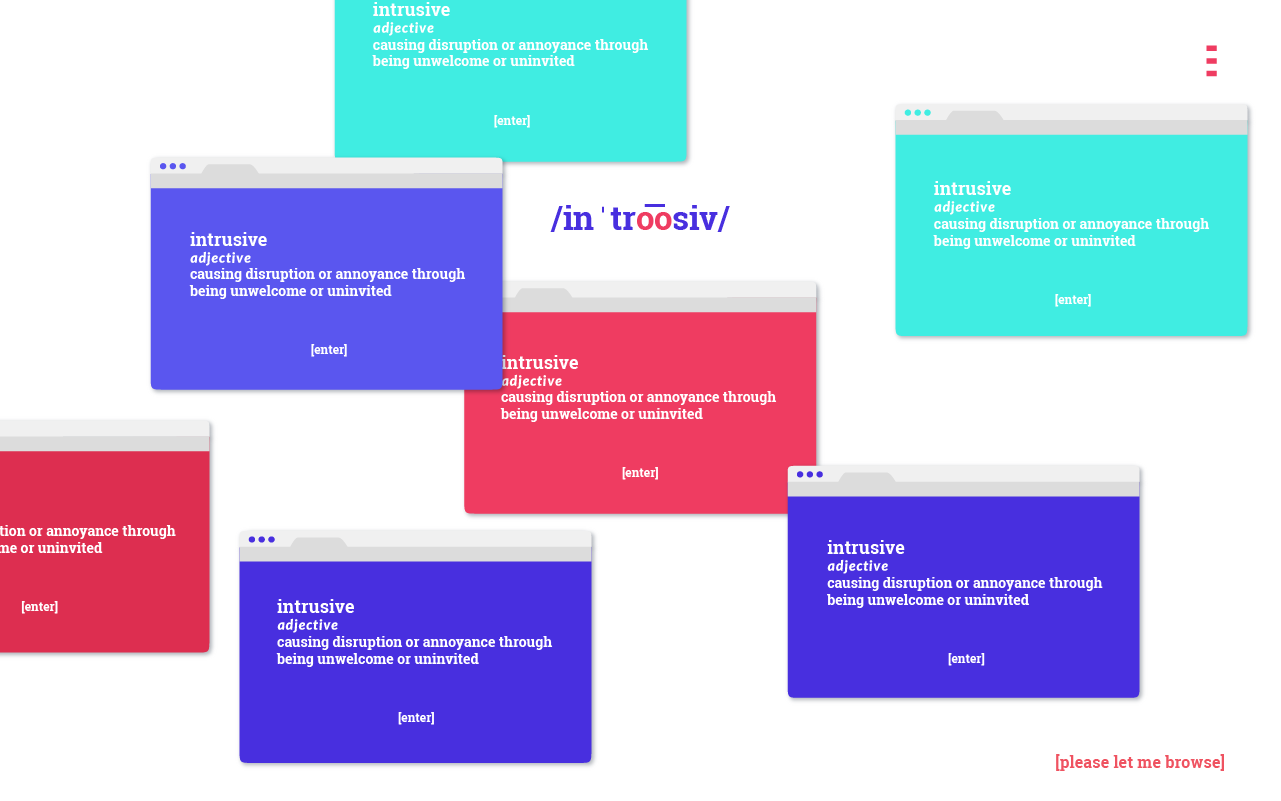 intrusive
adjective
causing disruption or annoyance through
being unwelcome or uninvited
[enter]
intrusive
adjective
causing disruption or annoyance through
being unwelcome or uninvited
[enter]
/in ˈtro͞osiv/
intrusive
adjective
causing disruption or annoyance through
being unwelcome or uninvited
[enter]
intrusive
adjective
causing disruption or annoyance through
being unwelcome or uninvited
[enter]
or annoyance through
or uninvited
[enter]
intrusive
adjective
causing disruption or annoyance through
being unwelcome or uninvited
[enter]
intrusive
adjective
causing disruption or annoyance through
being unwelcome or uninvited
[enter]
[please let me browse]